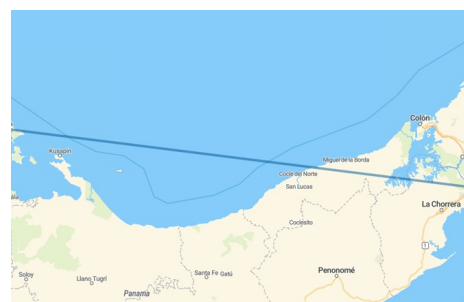 Colón
Kusapín
Miguel de la Borda
Coclé del Norte
San Lucas
La Chorrera
Coclesito
1
Soloy
Llano Tugrí
Santa Fe
Gatú
Penonomé
Panama